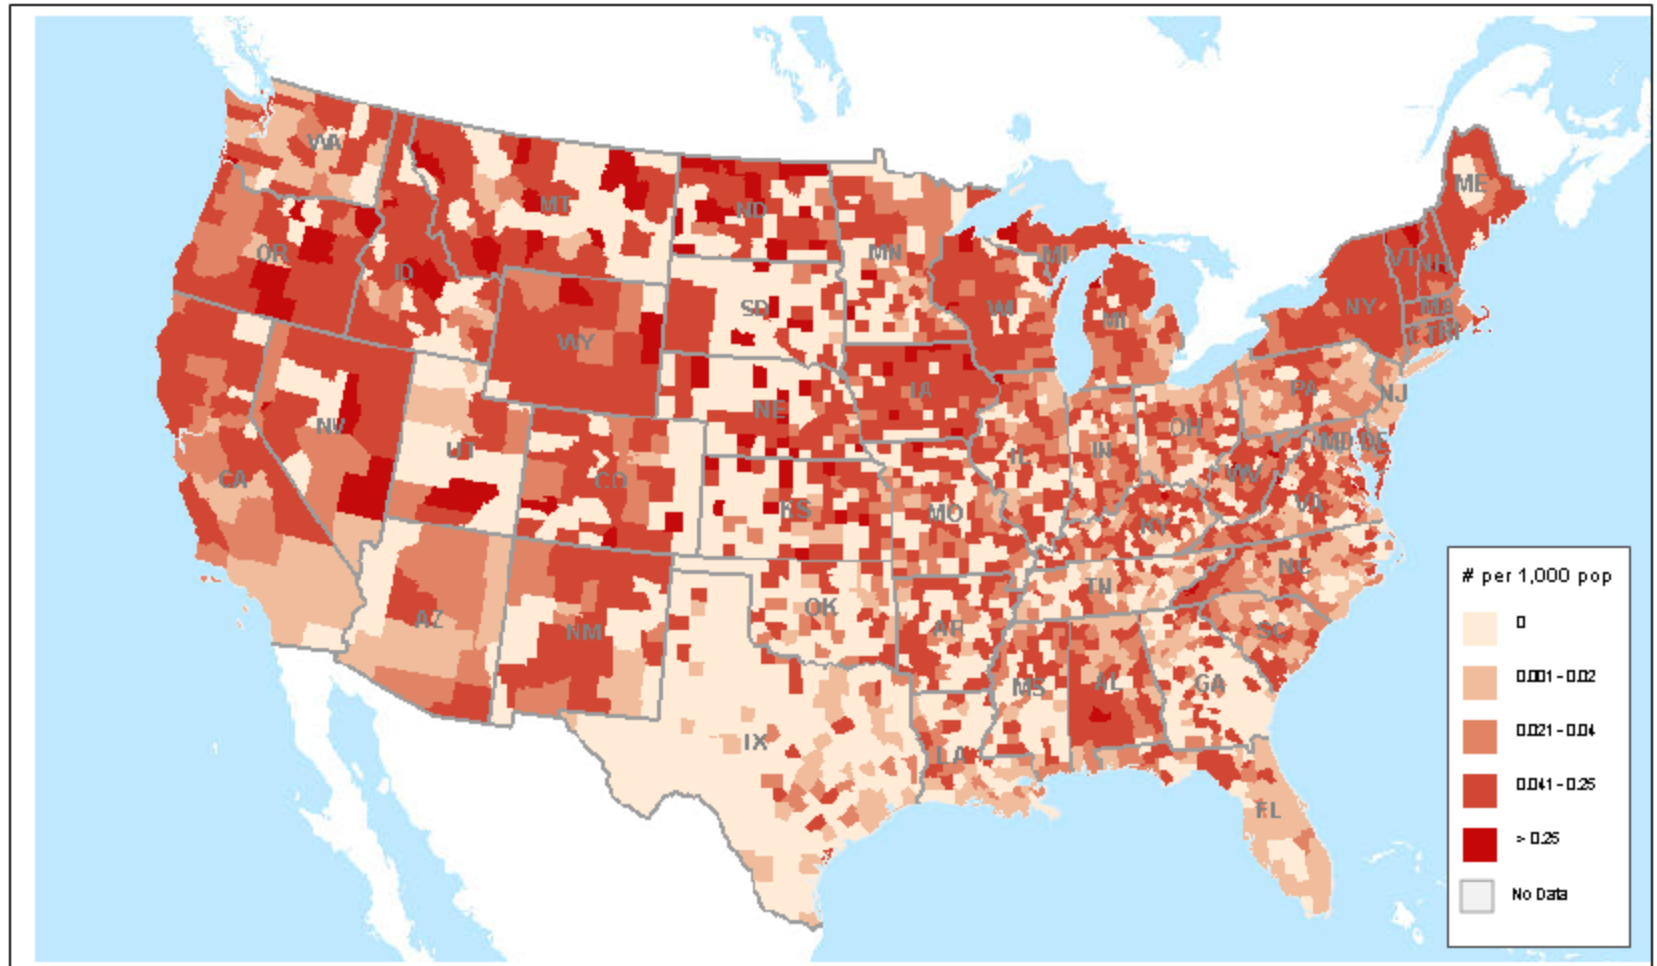 WA
ME
MT
ND
OR
MN
MI
VT
NH
ID
SD
WI
NY
MA
MI
WY
CT
RI
IA
PA
NE
NJ
NV
OH
UT
IN
MD
DE
CA
CO
IL
WV
KS
MO
VA
KY
# per 1,000 pop
NC
TN
0
AZ
OK
NM
AR
SC
0.001 - 0.02
MS
AL
GA
0.021 - 0.04
TX
LA
0.041 - 0.25
FL
> 0.25
No Data